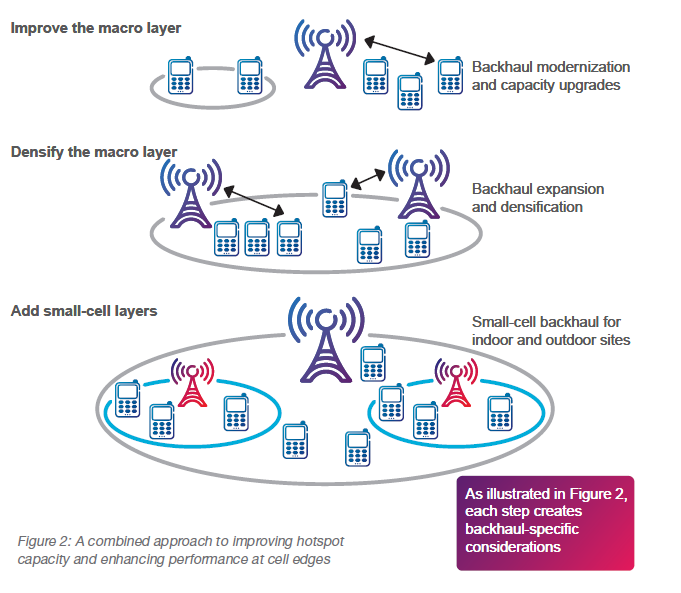 Improve the macro layer
Backhaul modernization
and capacity upgrades
Densify the macro layer
Backhaul expansion
and densification
Add small-cell layers
Small-cell backhaul for
indoor and outdoor sites
As illustrated in Figure 2,
each step creates
backhaul-specific
considerations
Figure 2: A combined approach to improving hotspot
capacity and enhancing performance at cell edges